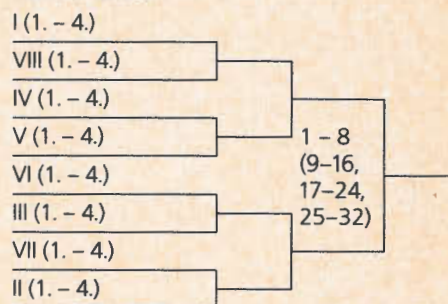 I (1. – 4.)
VIII (1. – 4.)
IV (1. – 4.)
V (1. – 4.)
VI (1. – 4.)
III (1. – 4.)
VII (1. – 4.)
II (1. – 4.)
1 – 8
(9–16,
17–24,
25–32)